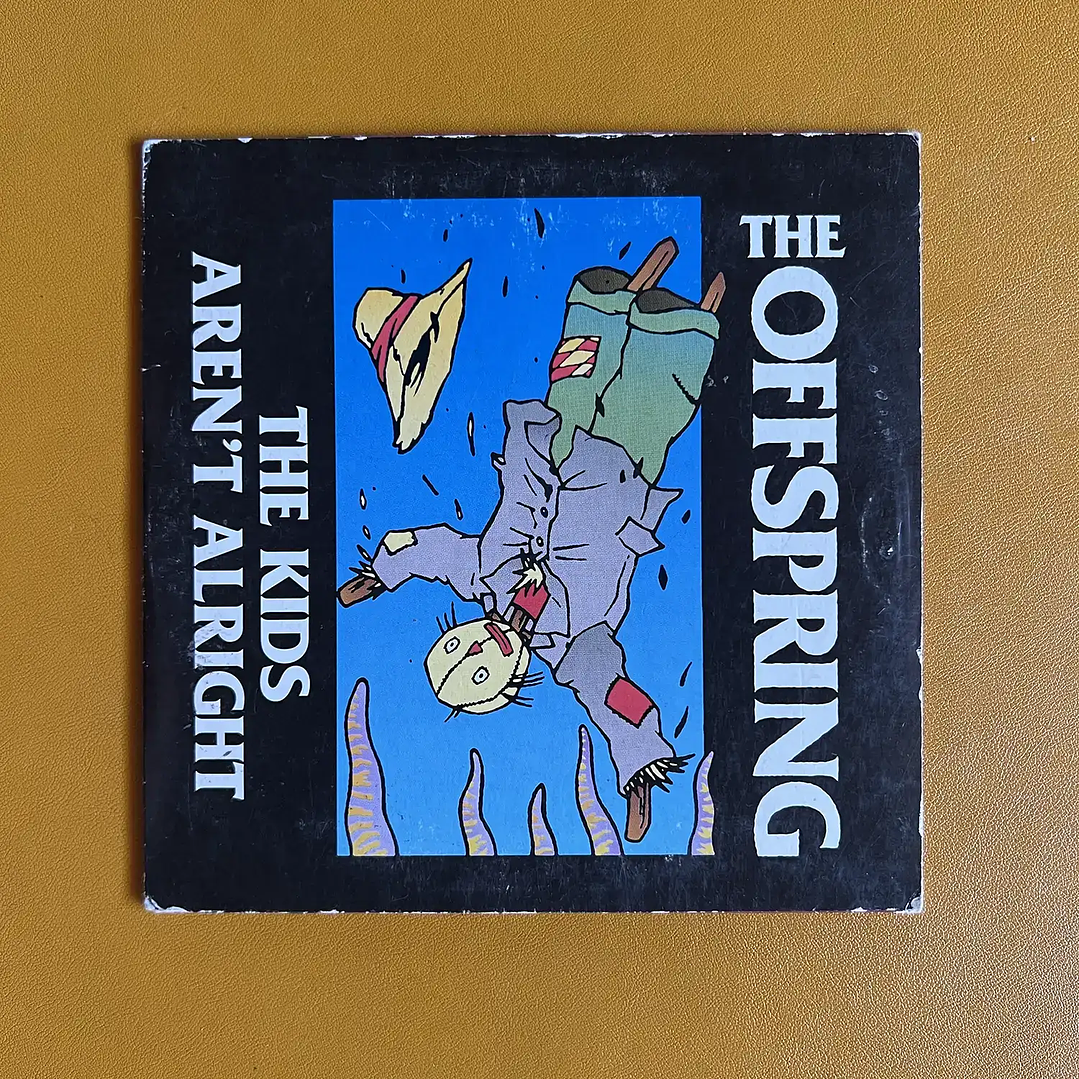 THE OFFSPRING
THE KIDS
AREN'T ALRIGHT